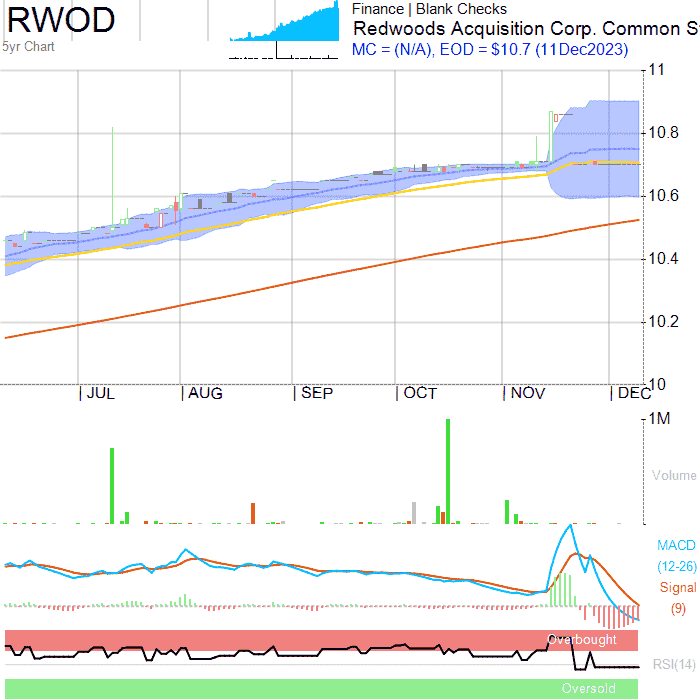 RWOD
5yr Chart
Finance | Blank Checks
Redwoods Acquisition Corp. Common S
MC = (N/A), EOD = $10.7 (11Dec2023)
11
10.8
10.6
10.4
10.2
10
JUL AUG SEP OCT NOV DEC
1M
Volume
MACD
(12-26)
Signal
(9)
Overbought
RSI(14)
Oversold